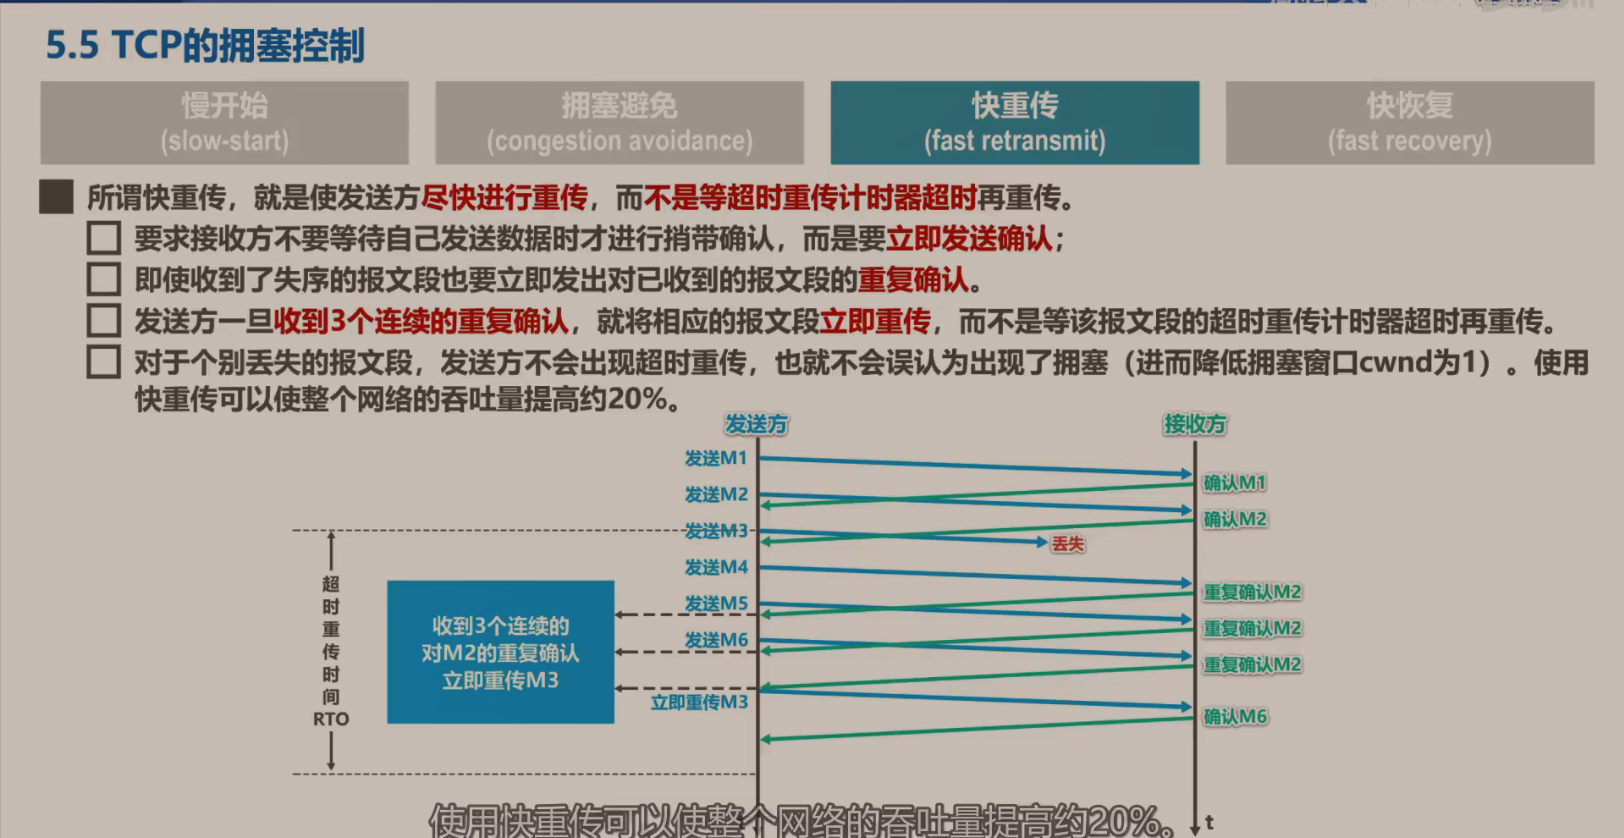 5.5 TCP的拥塞控制
慢开始
(slow-start)
拥塞避免
(congestion avoidance)
快重传
(fast retransmit)
快恢复
(fast recovery)
所谓快重传，就是使发送方尽快进行重传，而不是等超时重传计时器超时再重传。
要求接收方不要等待自己发送数据时才进行捎带确认，而是要立即发送确认；
即使收到了失序的报文段也要立即发出对已收到的报文段的重复确认。
发送方一旦收到3个连续的重复确认，就将相应的报文段立即重传，而不是等该报文段的超时重传计时器超时再重传。
对于个别丢失的报文段，发送方不会出现超时重传，也就不会误认为出现了拥塞（进而降低拥塞窗口cwnd为1）。使用
快重传可以使整个网络的吞吐量提高约20%。
发送方
接收方
发送M1
确认M1
发送M2
确认M2
发送M3
丢失
发送M4
重复确认M2
发送M5
重复确认M2
发送M6
重复确认M2
立即重传M3
确认M6
超
时
重
传
时
间
RTO
收到3个连续的
对M2的重复确认
立即重传M3
t
使用快重传可以使整个网络的吞吐量提高约20%。